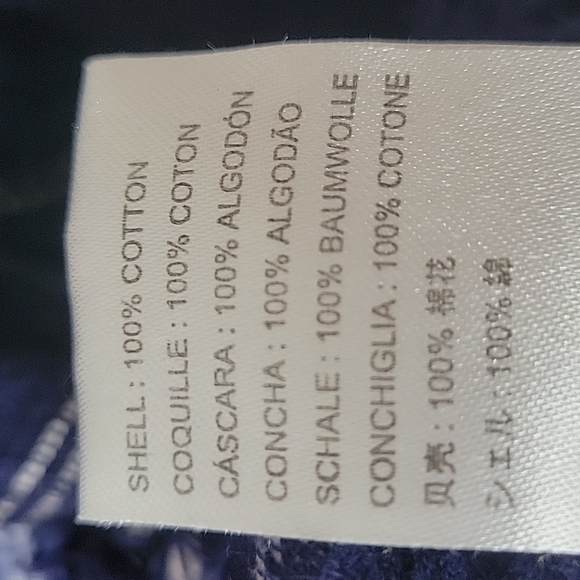 SHELL: 100% COTTON
COQUILLE : 100% COTON
CÁSCARA : 100% ALGODÓN
CONCHA : 100% ALGODÃO
SCHALE : 100% BAUMWOLLE
CONCHIGLIA : 100% COTONE
贝壳：100% 棉花
シェル：100% 綿